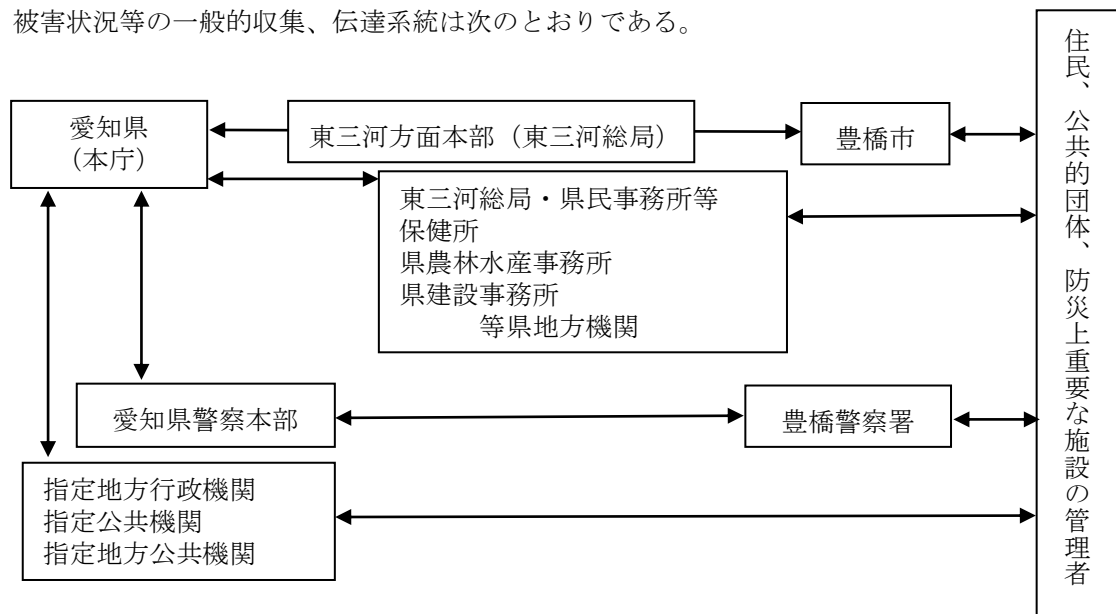 被害状況等の一般的収集、伝達系統は次のとおりである。
愛知県
(本庁)
東三河方面本部(東三河総局)
豊橋市
東三河総局・県民事務所等
保健所
県農林水産事務所
県建設事務所
等県地方機関
愛知県警察本部
豊橋警察署
指定地方行政機関
指定公共機関
指定地方公共機関
住民、公共的団体、防災上重要な施設の管理者